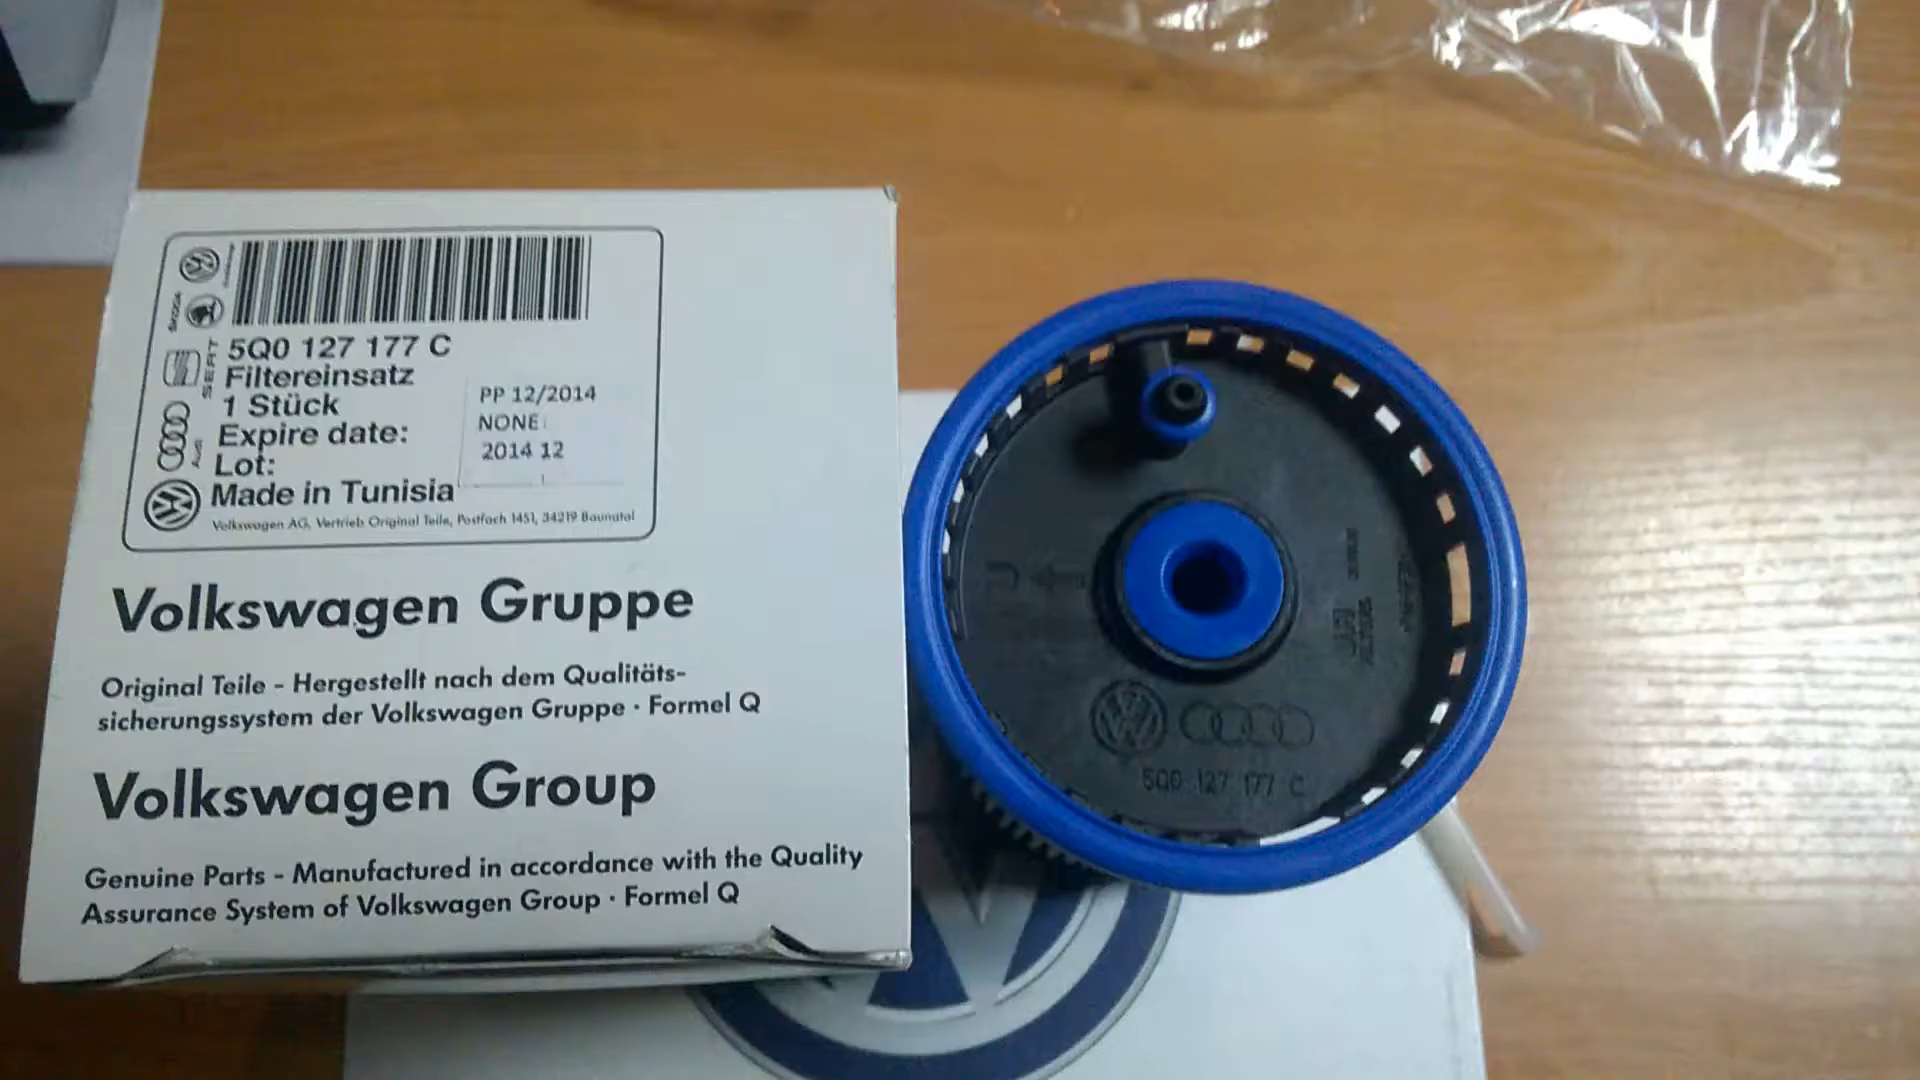 5Q0 127 177 C
Filtereinsatz
1 Stück
Expire date:
Lot:
PP 12/2014
NONE
2014 12
Made in Tunisia
Volkswagen AG, Vertrieb Original Teile, Postfach 1451, 34219 Baunatal
SKODA
SEAT
Audi
Volkswagen Gruppe
Original Teile - Hergestellt nach dem Qualitäts-
sicherungssystem der Volkswagen Gruppe · Formel Q
Volkswagen Group
Genuine Parts - Manufactured in accordance with the Quality
Assurance System of Volkswagen Group · Formel Q
5Q0 127 177 C